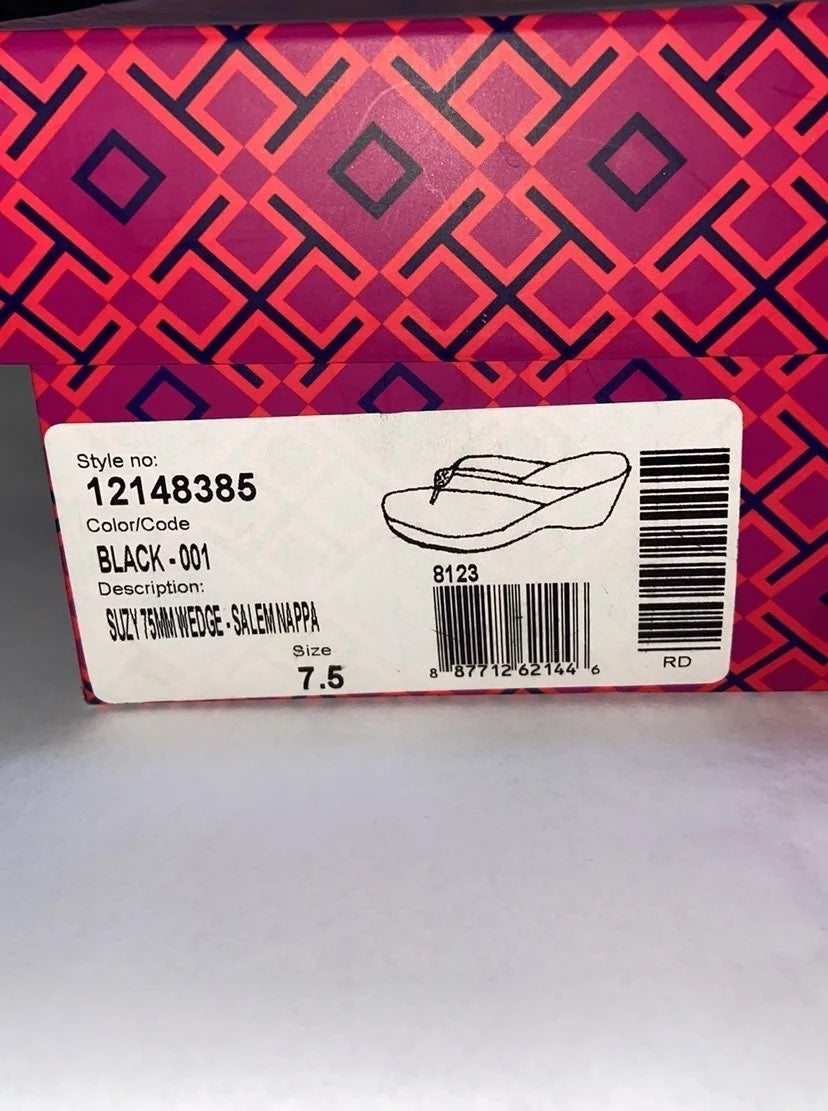 Style no:
12148385
Color/Code
BLACK - 001
Description:
SUZY 75MM WEDGE - SALEM NAPPA
Size
7.5
8123
8 87712 62144 6
RD